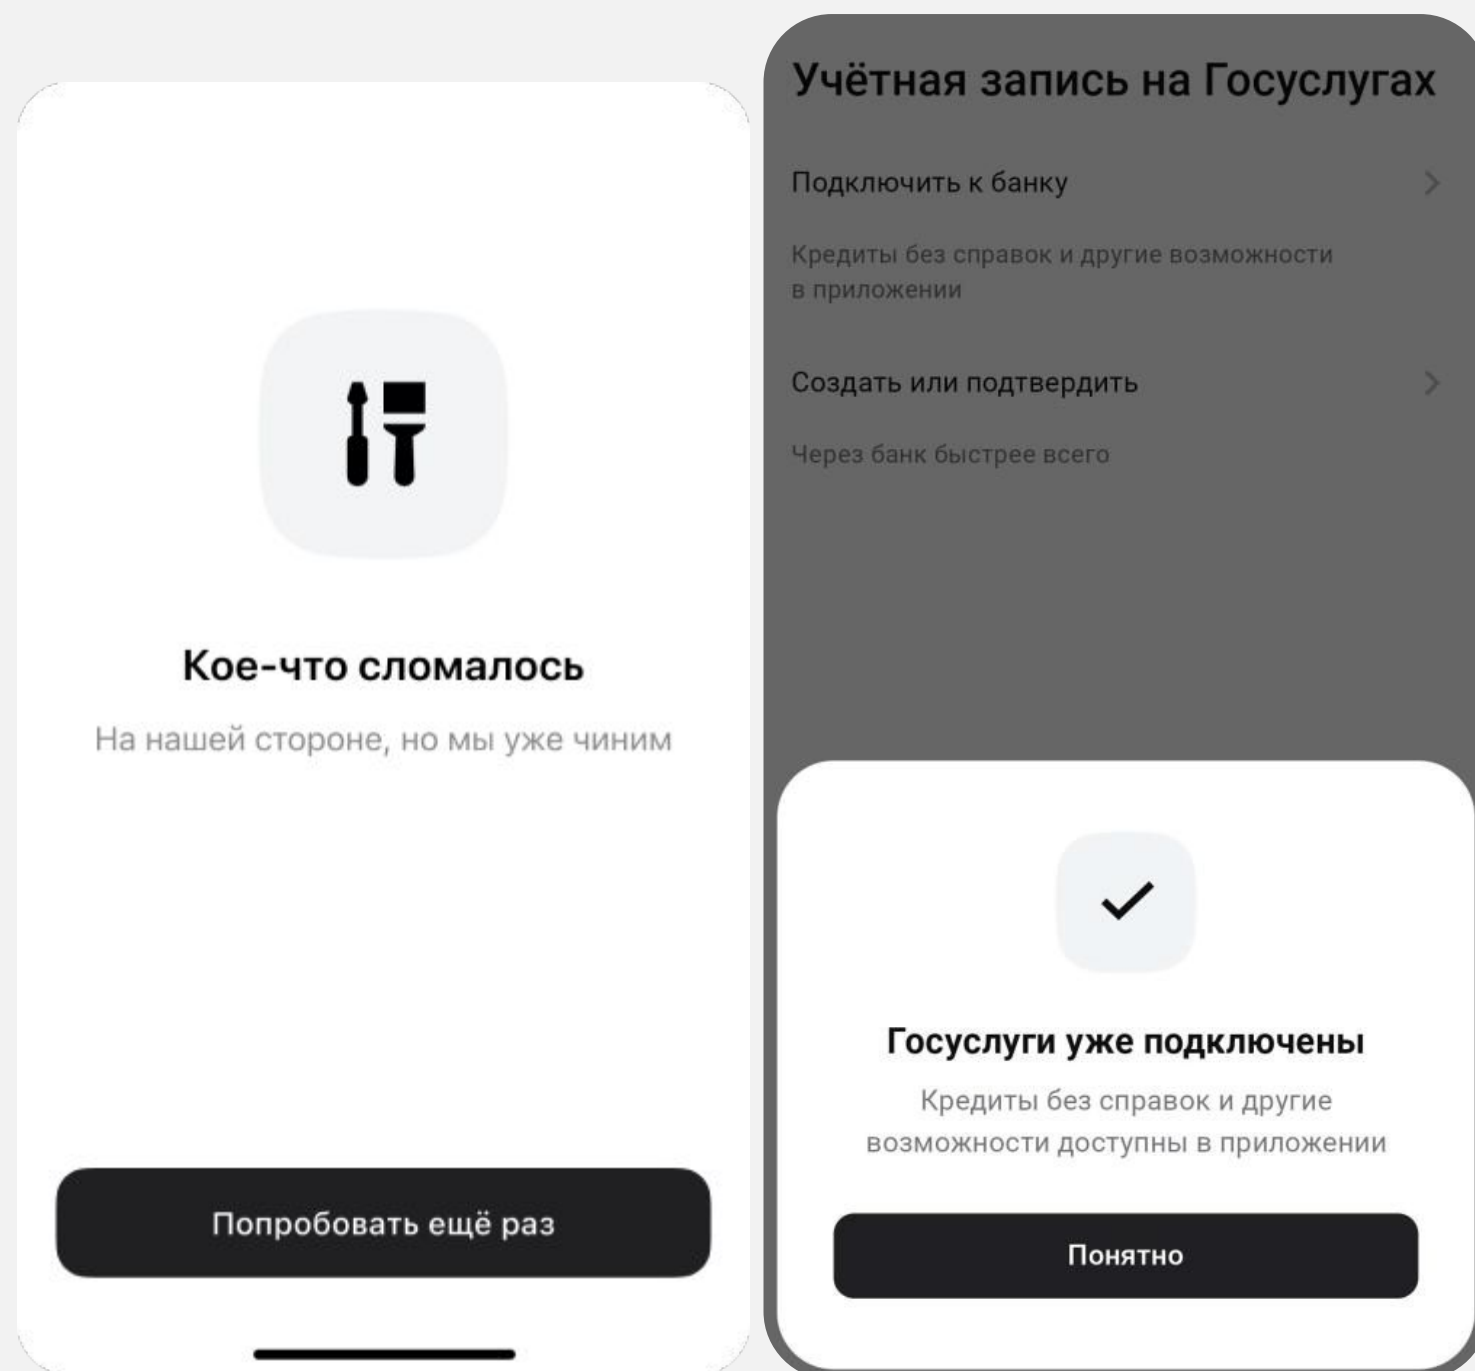 Кое-что сломалось
На нашей стороне, но мы уже чиним
Попробовать ещё раз
Учётная запись на Госуслугах
Подключить к банку
Кредиты без справок и другие возможности
в приложении
Создать или подтвердить
Через банк быстрее всего
Госуслуги уже подключены
Кредиты без справок и другие
возможности доступны в приложении
Понятно